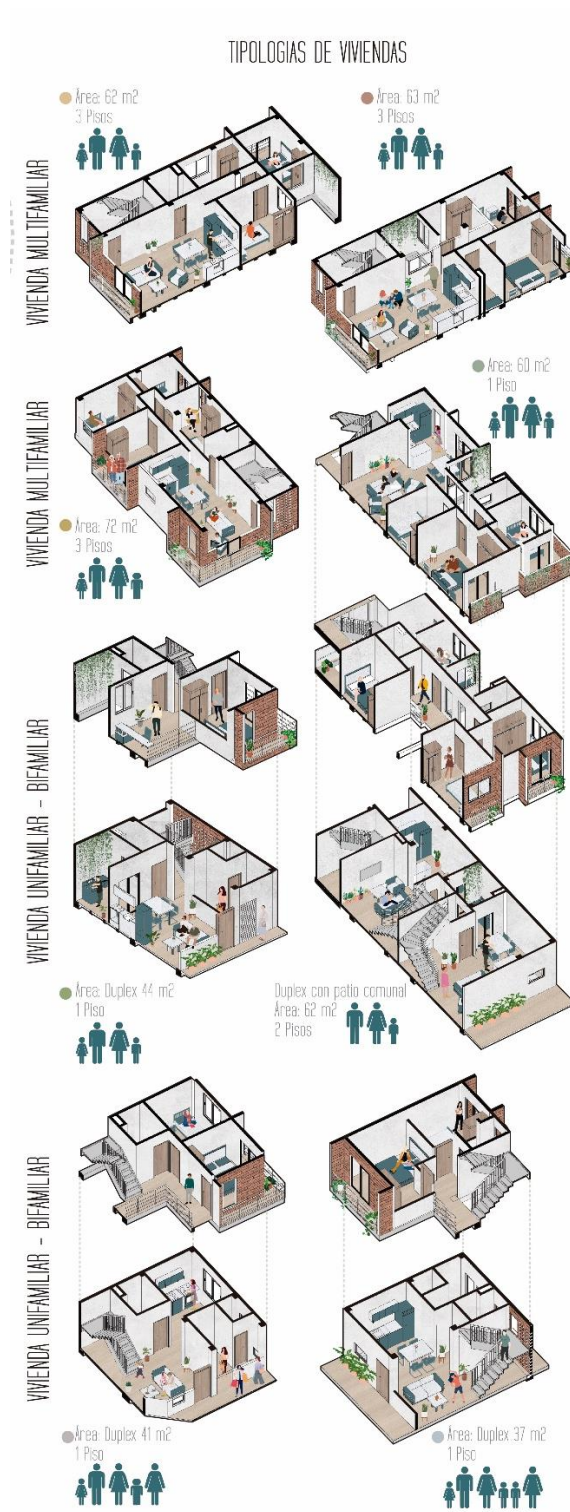 TIPOLOGIAS DE VIVIENDAS
Área: 62 m2
3 Pisos
Área: 63 m2
3 Pisos
VIVIENDA MULTIFAMILIAR
Área: 60 m2
1 Piso
VIVIENDA MULTIFAMILIAR
Área: 72 m2
3 Pisos
VIVIENDA UNIFAMILIAR - BIFAMILIAR
Área: Duplex 44 m2
1 Piso
Duplex con patio comunal
Área: 62 m2
2 Pisos
VIVIENDA UNIFAMILIAR - BIFAMILIAR
Área: Duplex 41 m2
1 Piso
Área: Duplex 37 m2
1 Piso